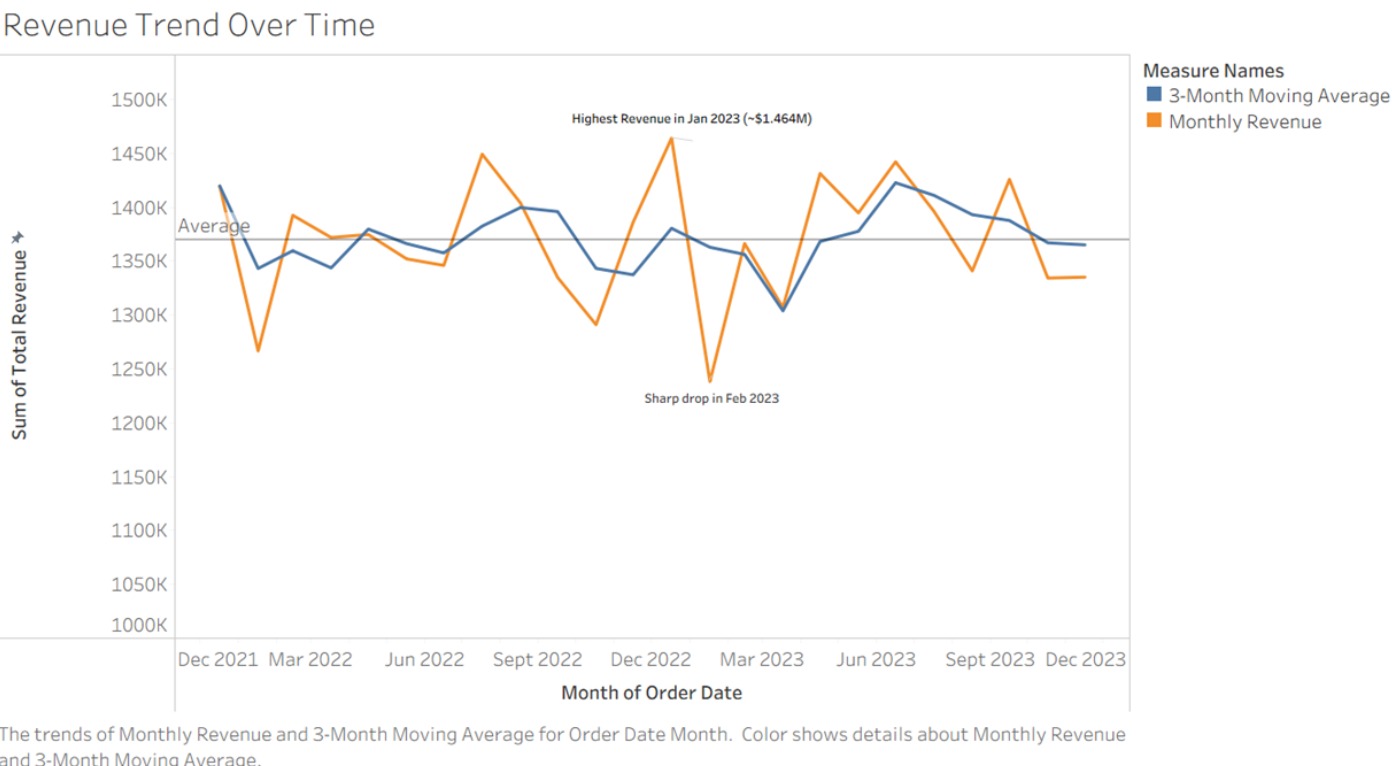 Revenue Trend Over Time
Measure Names
3-Month Moving Average
Monthly Revenue
1500K
1450K
1400K
1350K
1300K
1250K
1200K
1150K
1100K
1050K
1000K
Sum of Total Revenue
Average
Highest Revenue in Jan 2023 (~$1.464M)
Sharp drop in Feb 2023
Dec 2021 Mar 2022 Jun 2022 Sept 2022 Dec 2022 Mar 2023 Jun 2023 Sept 2023 Dec 2023
Month of Order Date
The trends of Monthly Revenue and 3-Month Moving Average for Order Date Month. Color shows details about Monthly Revenue
and 3-Month Moving Average.